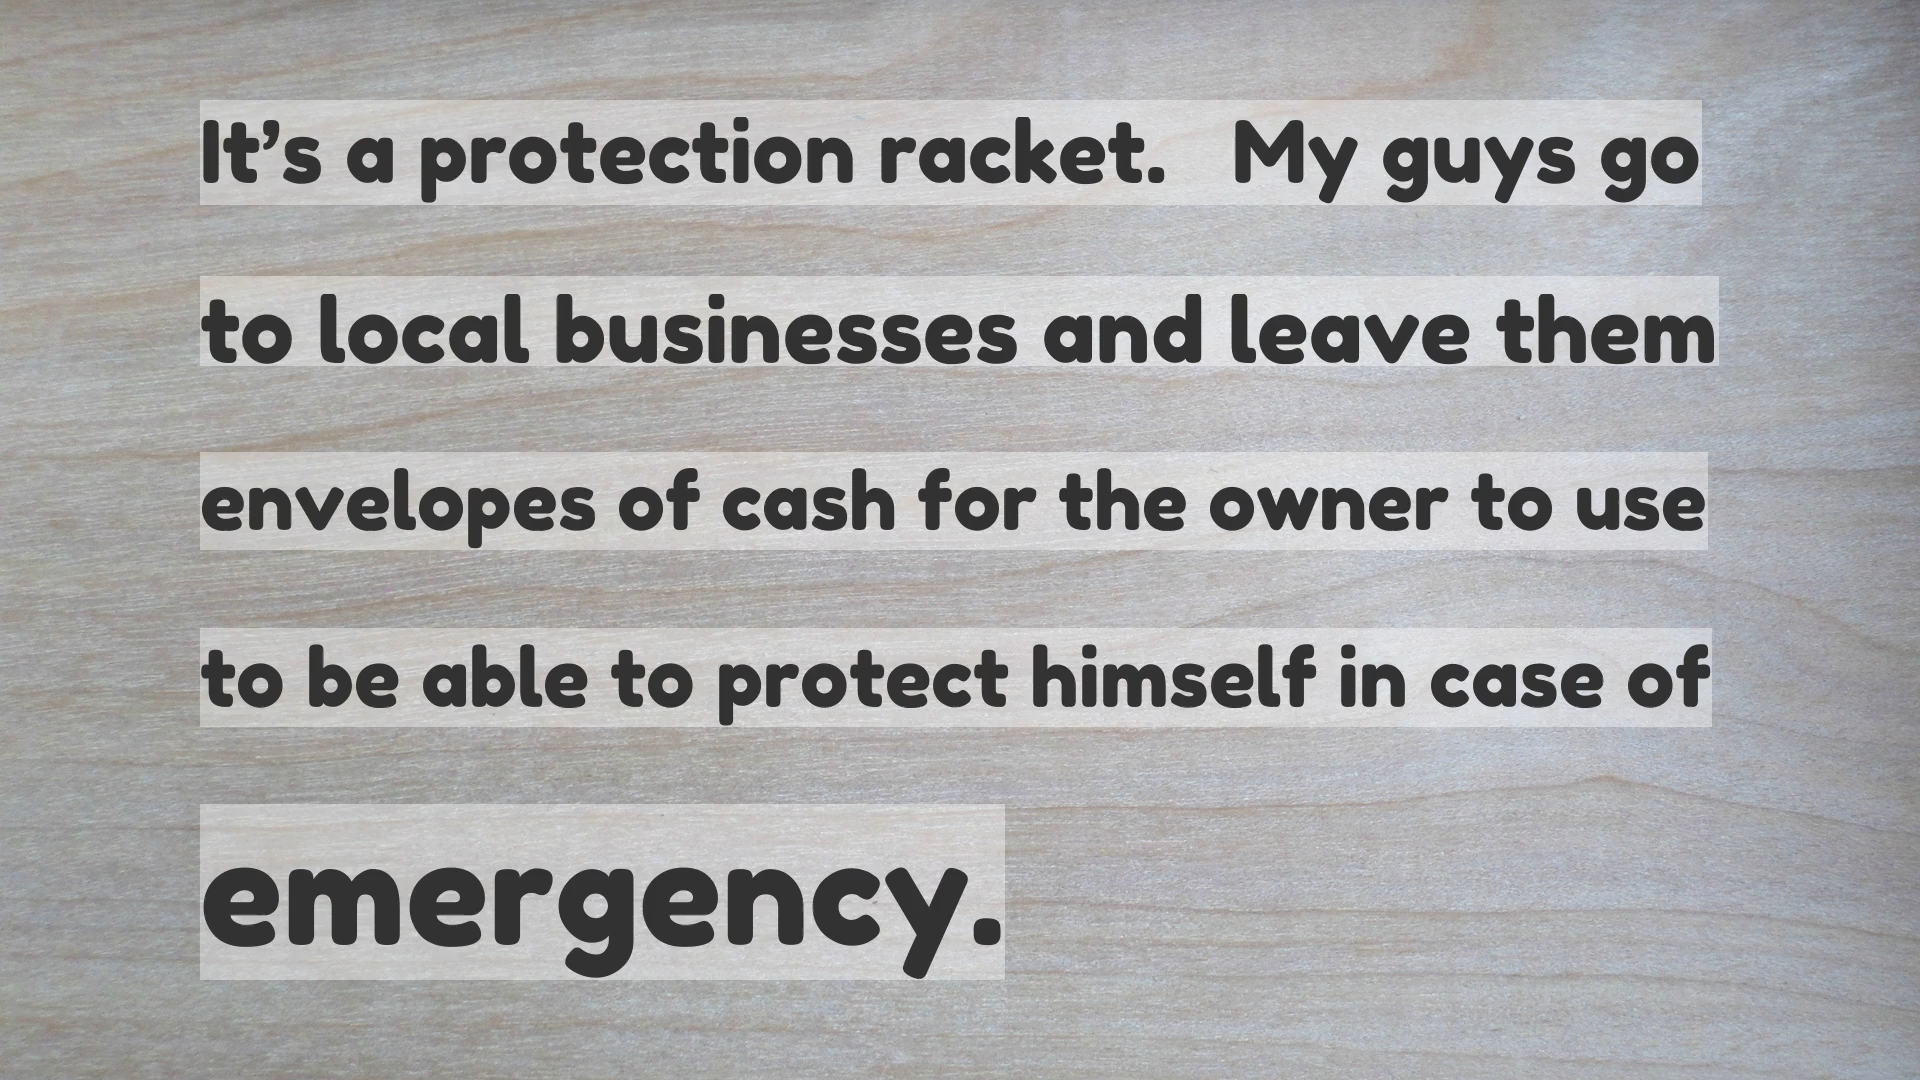 It’s a protection racket.   My guys go
to local businesses and leave them
envelopes of cash for the owner to use
to be able to protect himself in case of
emergency.